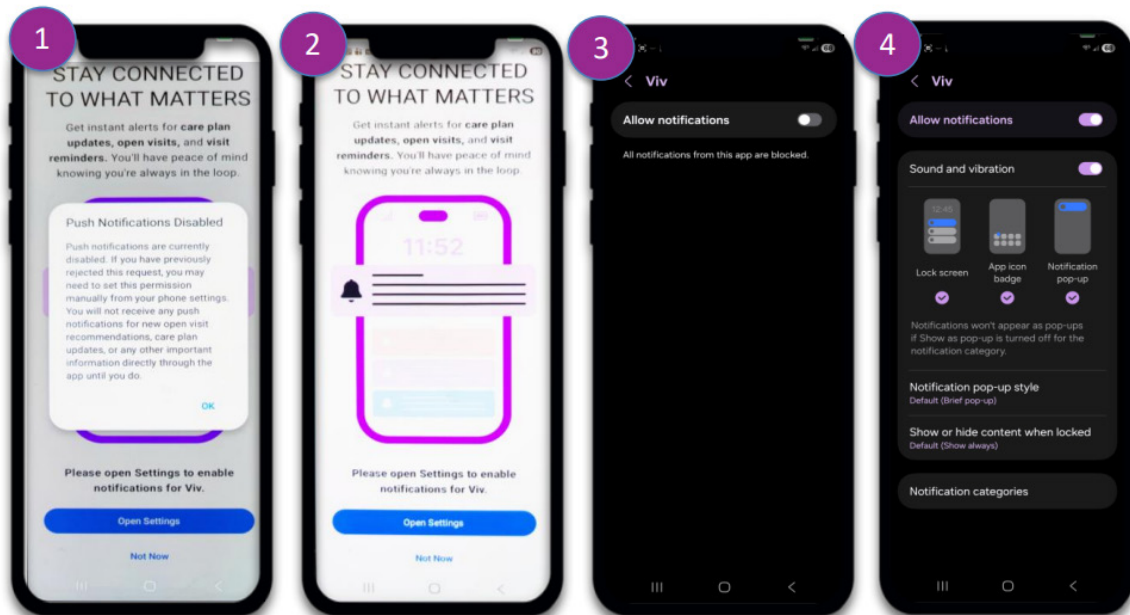 1
STAY CONNECTED
TO WHAT MATTERS
Get instant alerts for care plan
updates, open visits, and visit
reminders. You'll have peace of mind
knowing you're always in the loop.
Push Notifications Disabled
Push notifications are currently
disabled. If you have previously
rejected this request, you may
need to set this permission
manually from your phone settings.
You will not receive any push
notifications for new open visit
recommendations, care plan
updates, or any other important
information directly through the
app until you do.
OK
Please open Settings to enable
notifications for Viv.
Open Settings
Not Now
2
STAY CONNECTED
TO WHAT MATTERS
Get instant alerts for care plan
updates, open visits, and visit
reminders. You'll have peace of mind
knowing you're always in the loop.
11:52
Please open Settings to enable
notifications for Viv.
Open Settings
Not Now
3
Viv
Allow notifications
All notifications from this app are blocked.
4
Viv
Allow notifications
Sound and vibration
12:45
Lock screen
App icon
badge
Notification
pop-up
Notifications won't appear as pop-ups
if Show as pop-up is turned off for the
notification category.
Notification pop-up style
Default (Brief pop-up)
Show or hide content when locked
Default (Show always)
Notification categories